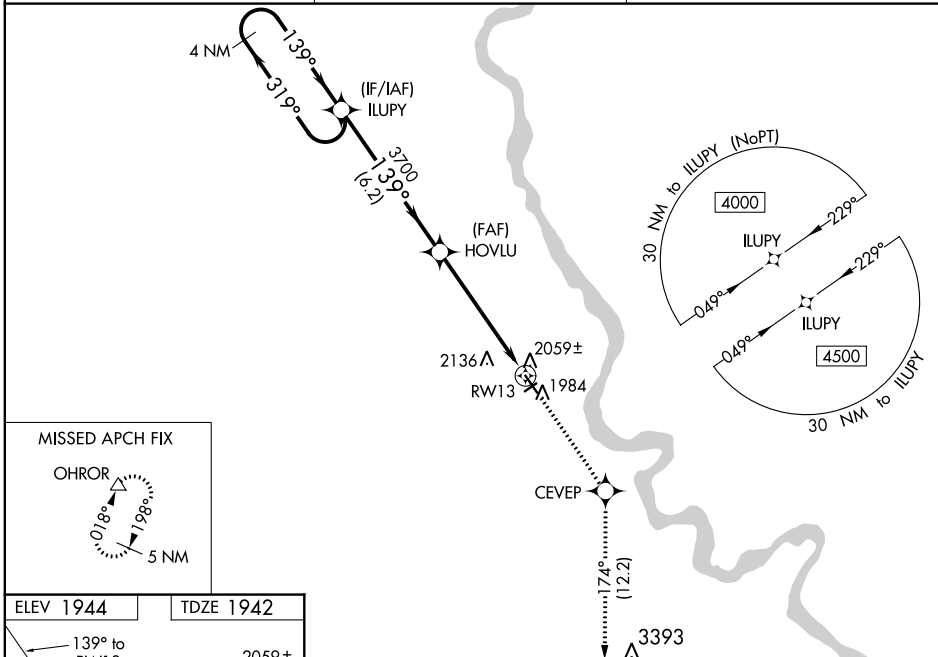 4 NM
139°
319°
(IF/IAF)
ILUPY
3700
139°
(6.2)
(FAF)
HOVLU
30 NM to ILUPY (NoPT)
4000
229°
ILUPY
049°
229°
049°
ILUPY
4500
30 NM to ILUPY
2136
2059±
RW13
1984
CEVEP
174°
(12.2)
3393
MISSED APCH FIX
OHROR
018°
198°
5 NM
ELEV 1944
TDZE 1942
139° to
2059±